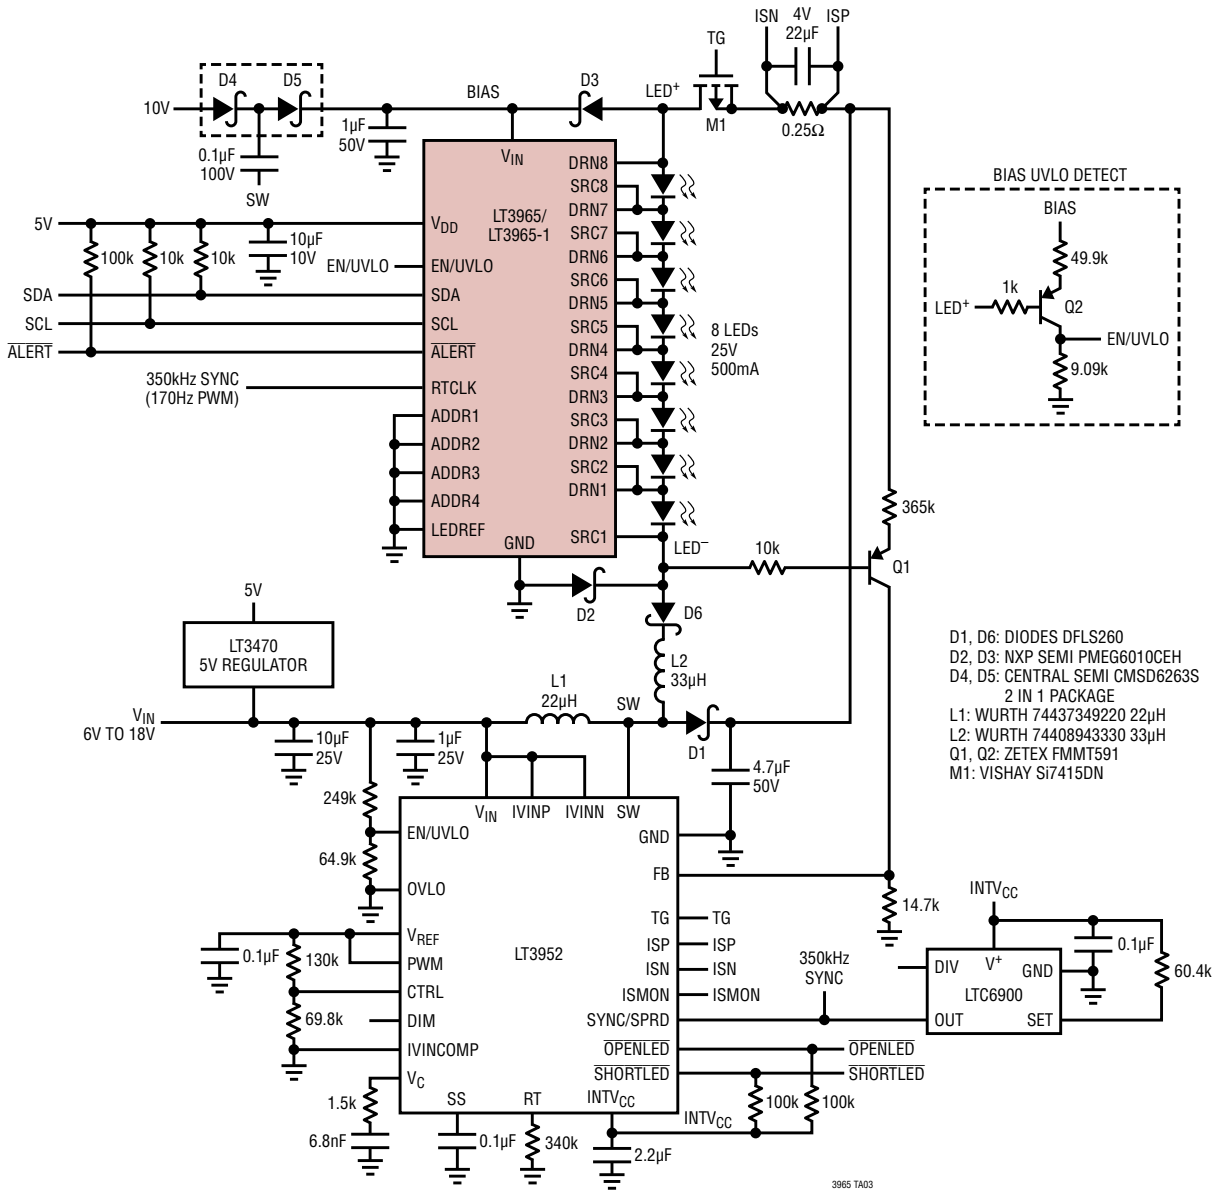 ISN
4V
22µF
ISP
TG
D4
D5
10V
BIAS
D3
LED+
M1
0.25Ω
1µF
50V
0.1µF
100V
SW
VIN
LT3965/
LT3965-1
DRN8
SRC8
DRN7
SRC7
DRN6
SRC6
DRN5
SRC5
DRN4
SRC4
DRN3
SRC3
DRN2
SRC2
DRN1
SRC1
5V
VDD
100k
10k
10k
10µF
10V
EN/UVLO
EN/UVLO
SDA
SDA
SCL
SCL
ALERT
ALERT
350kHz SYNC
(170Hz PWM)
RTCLK
ADDR1
ADDR2
ADDR3
ADDR4
LEDREF
GND
8 LEDs
25V
500mA
BIAS UVLO DETECT
BIAS
49.9k
1k
LED+
Q2
EN/UVLO
9.09k
365k
LED–
10k
Q1
D2
D6
5V
LT3470
5V REGULATOR
L2
33µH
L1
22µH
VIN
6V TO 18V
SW
D1
10µF
25V
1µF
25V
4.7µF
50V
D1, D6: DIODES DFLS260
D2, D3: NXP SEMI PMEG6010CEH
D4, D5: CENTRAL SEMI CMSD6263S
2 IN 1 PACKAGE
L1: WURTH 74437349220 22µH
L2: WURTH 74408943330 33µH
Q1, Q2: ZETEX FMMT591
M1: VISHAY Si7415DN
249k
64.9k
VIN
IVINP
IVINN
SW
EN/UVLO
GND
OVLO
FB
14.7k
TG
TG
ISP
ISP
ISN
ISN
ISMON
ISMON
LT3952
VREF
PWM
0.1µF
130k
CTRL
69.8k
DIM
IVINCOMP
SYNC/SPRD
OPENLED
OPENLED
SHORTLED
SHORTLED
350kHz
SYNC
INTVCC
0.1µF
60.4k
DIV
V+
GND
LTC6900
OUT
SET
VC
SS
RT
INTVCC
INTVCC
100k
100k
1.5k
6.8nF
0.1µF
340k
2.2µF
3965 TA03